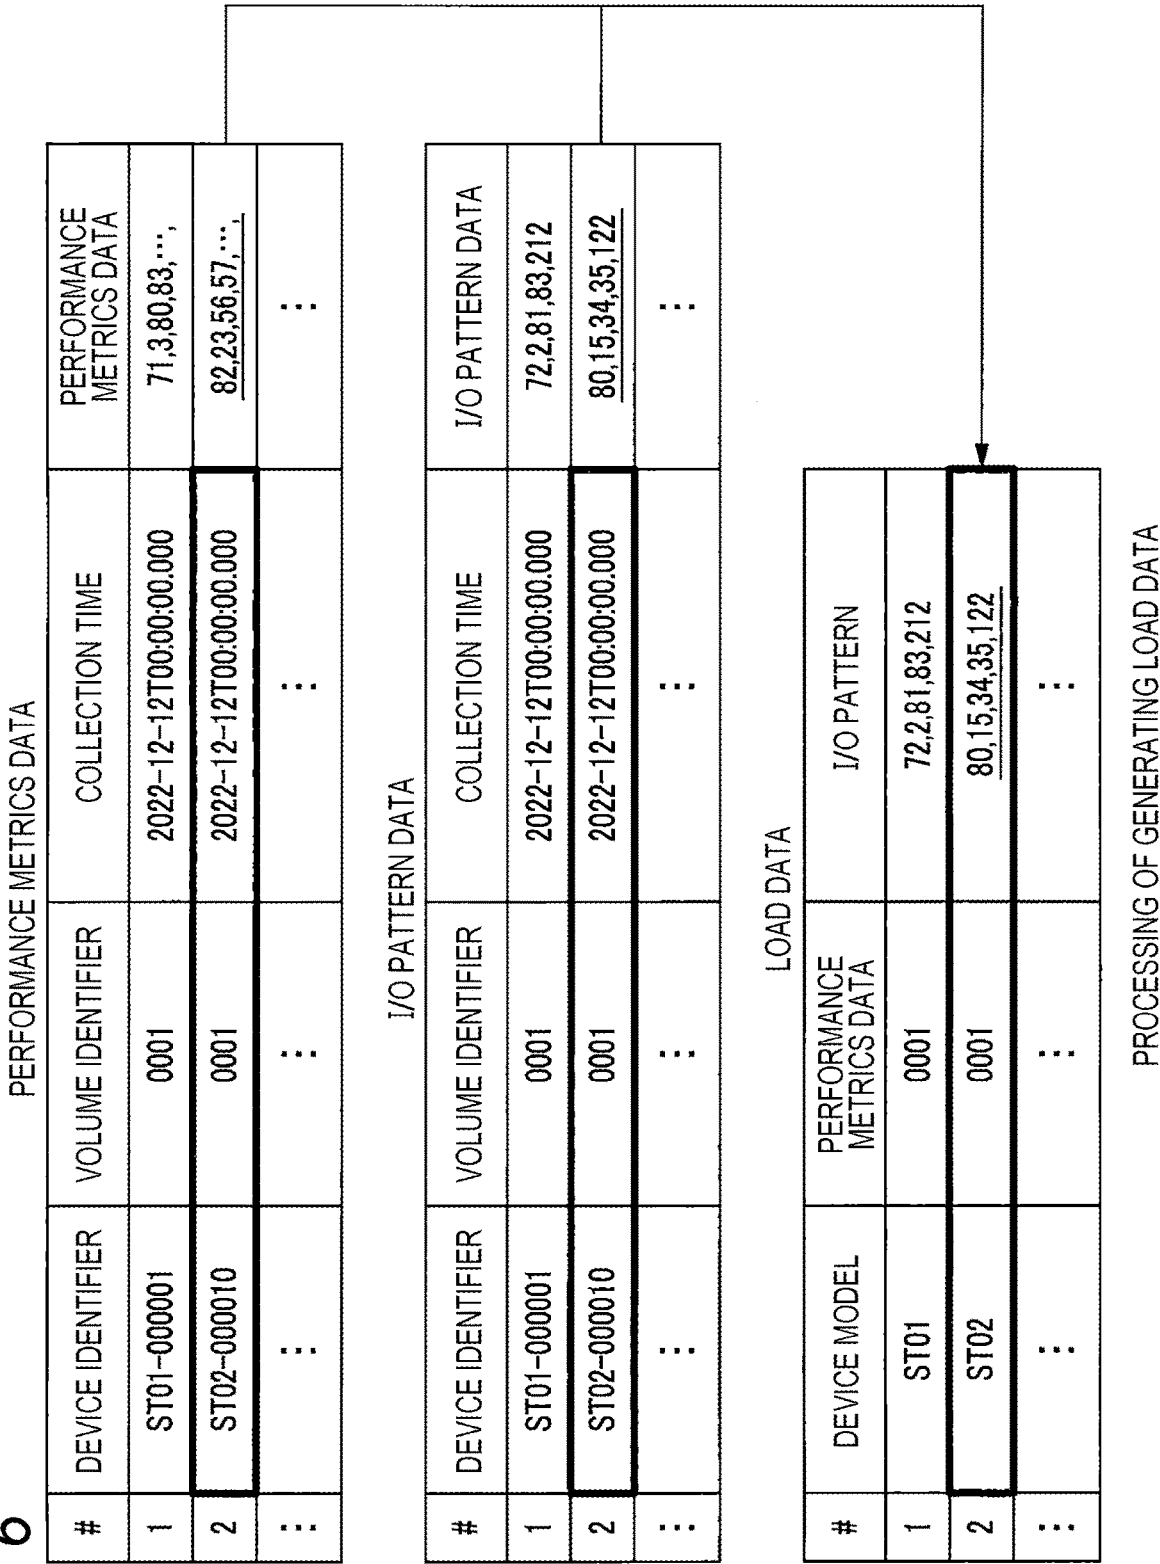 6
PERFORMANCE METRICS DATA
# DEVICE IDENTIFIER VOLUME IDENTIFIER COLLECTION TIME PERFORMANCE
METRICS DATA
1 ST01-000001 0001 2022-12-12T00:00:00.000 71,3,80,83,…,
2 ST02-000010 0001 2022-12-12T00:00:00.000 82,23,56,57,…,
… … … … …
I/O PATTERN DATA
# DEVICE IDENTIFIER VOLUME IDENTIFIER COLLECTION TIME I/O PATTERN DATA
1 ST01-000001 0001 2022-12-12T00:00:00.000 72,2,81,83,212
2 ST02-000010 0001 2022-12-12T00:00:00.000 80,15,34,35,122
… … … … …
LOAD DATA
# DEVICE MODEL PERFORMANCE
METRICS DATA I/O PATTERN
1 ST01 0001 72,2,81,83,212
2 ST02 0001 80,15,34,35,122
… … … …
PROCESSING OF GENERATING LOAD DATA